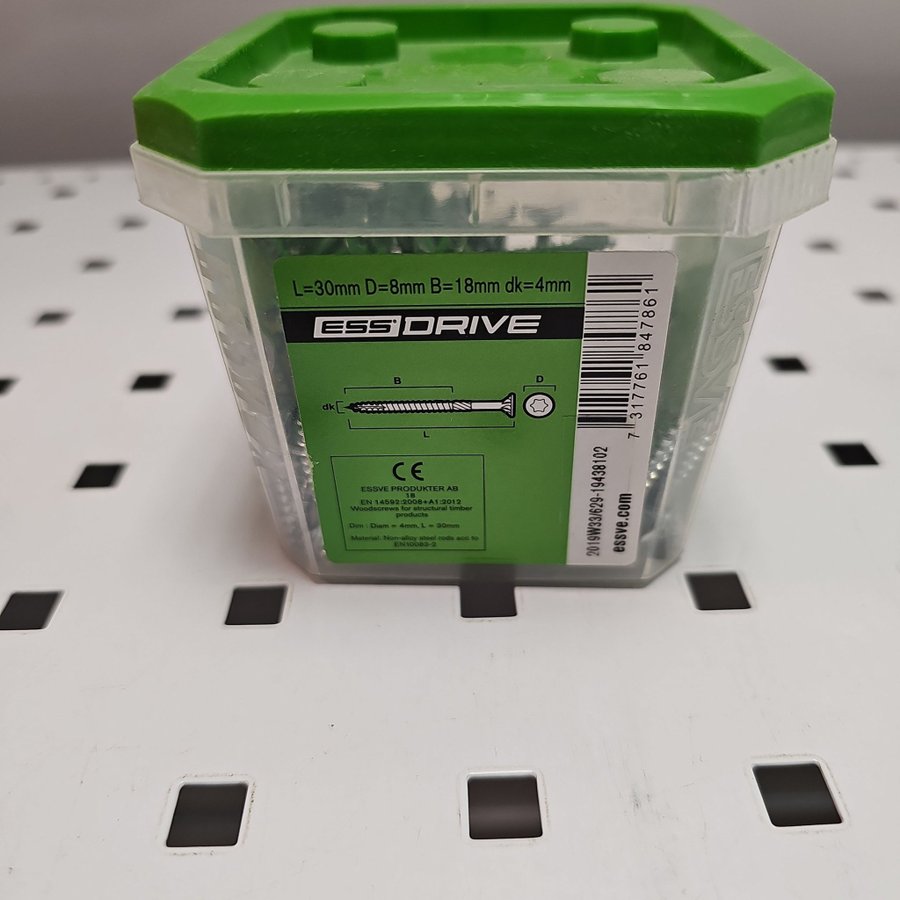 L=30mm D=8mm B=18mm dk=4mm
ESS DRIVE
B
D
dk
L
CE
ESSVE PRODUKTER AB
18
EN 14592:2008+A1:2012
Woodscrews for structural timber
products
Dim : Diam = 4mm, L = 30mm
Material: Non-alloy steel rods acc to
EN10083-2
7 317761 847861
2019W33/629-19438102
essve.com
ESSVE